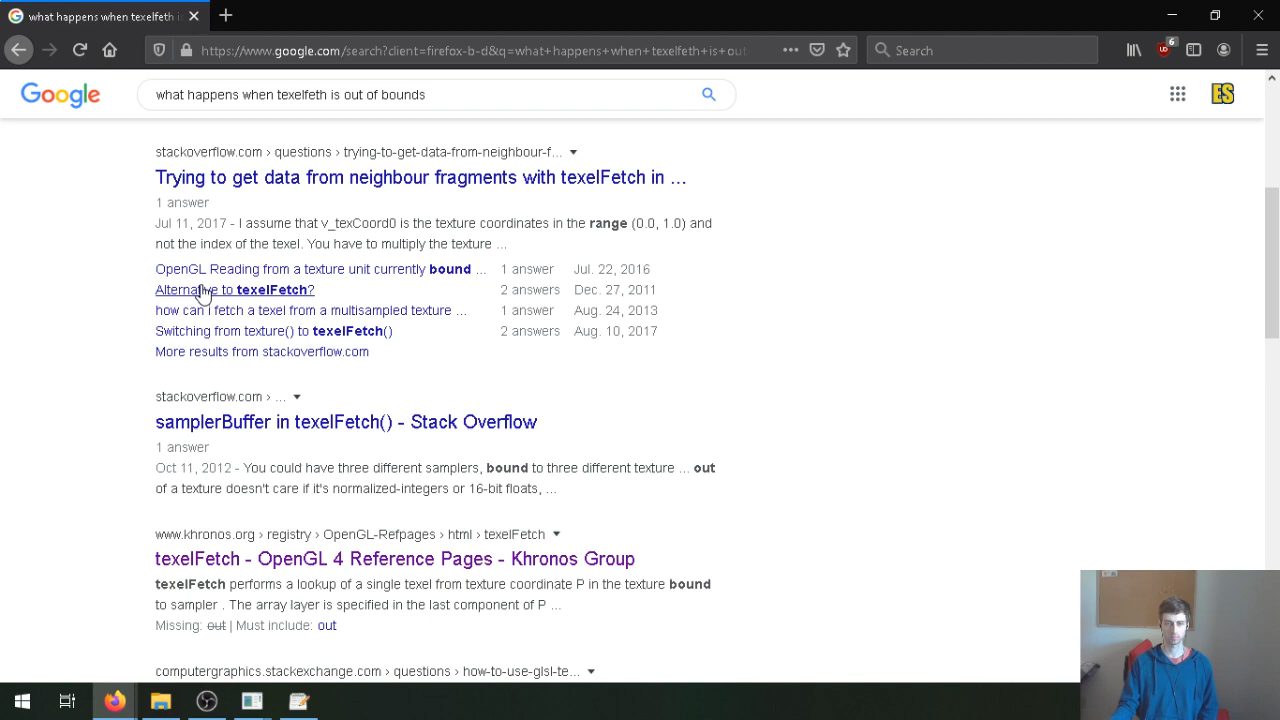 what happens when texelfeth is
https://www.google.com/search?client=firefox-b-d&q=what+happens+when+texelfeth+is+out
Search
6
Google
what happens when texelfeth is out of bounds
ES
stackoverflow.com › questions › trying-to-get-data-from-neighbour-f...
Trying to get data from neighbour fragments with texelFetch in ...
1 answer
Jul 11, 2017 - I assume that v_texCoord0 is the texture coordinates in the range (0.0, 1.0) and
not the index of the texel. You have to multiply the texture ...
OpenGL Reading from a texture unit currently bound ... 1 answer Jul. 22, 2016
Alternative to texelFetch? 2 answers Dec. 27, 2011
how can I fetch a texel from a multisampled texture ... 1 answer Aug. 24, 2013
Switching from texture() to texelFetch() 2 answers Aug. 10, 2017
More results from stackoverflow.com
stackoverflow.com › ...
samplerBuffer in texelFetch() - Stack Overflow
1 answer
Oct 11, 2012 - You could have three different samplers, bound to three different texture ... out
of a texture doesn't care if it's normalized-integers or 16-bit floats, ...
www.khronos.org › registry › OpenGL-Refpages › html › texelFetch
texelFetch - OpenGL 4 Reference Pages - Khronos Group
texelFetch performs a lookup of a single texel from texture coordinate P in the texture bound
to sampler . The array layer is specified in the last component of P ...
Missing: out | Must include: out
computergraphics.stackexchange.com › questions › how-to-use-glsl-te...